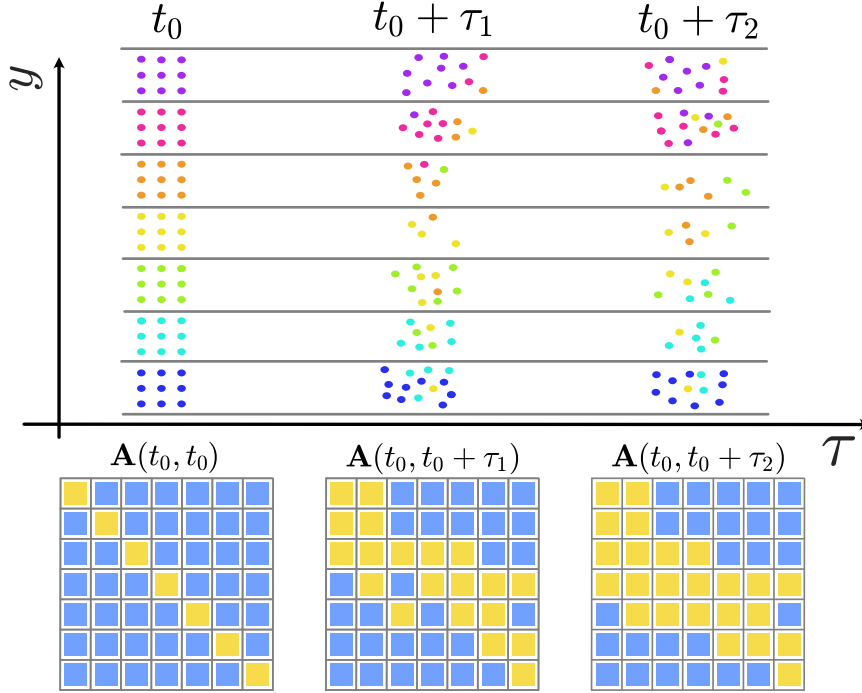 t₀ t₀ + τ₁ t₀ + τ₂
y
τ
A(t₀, t₀) A(t₀, t₀ + τ₁) A(t₀, t₀ + τ₂)